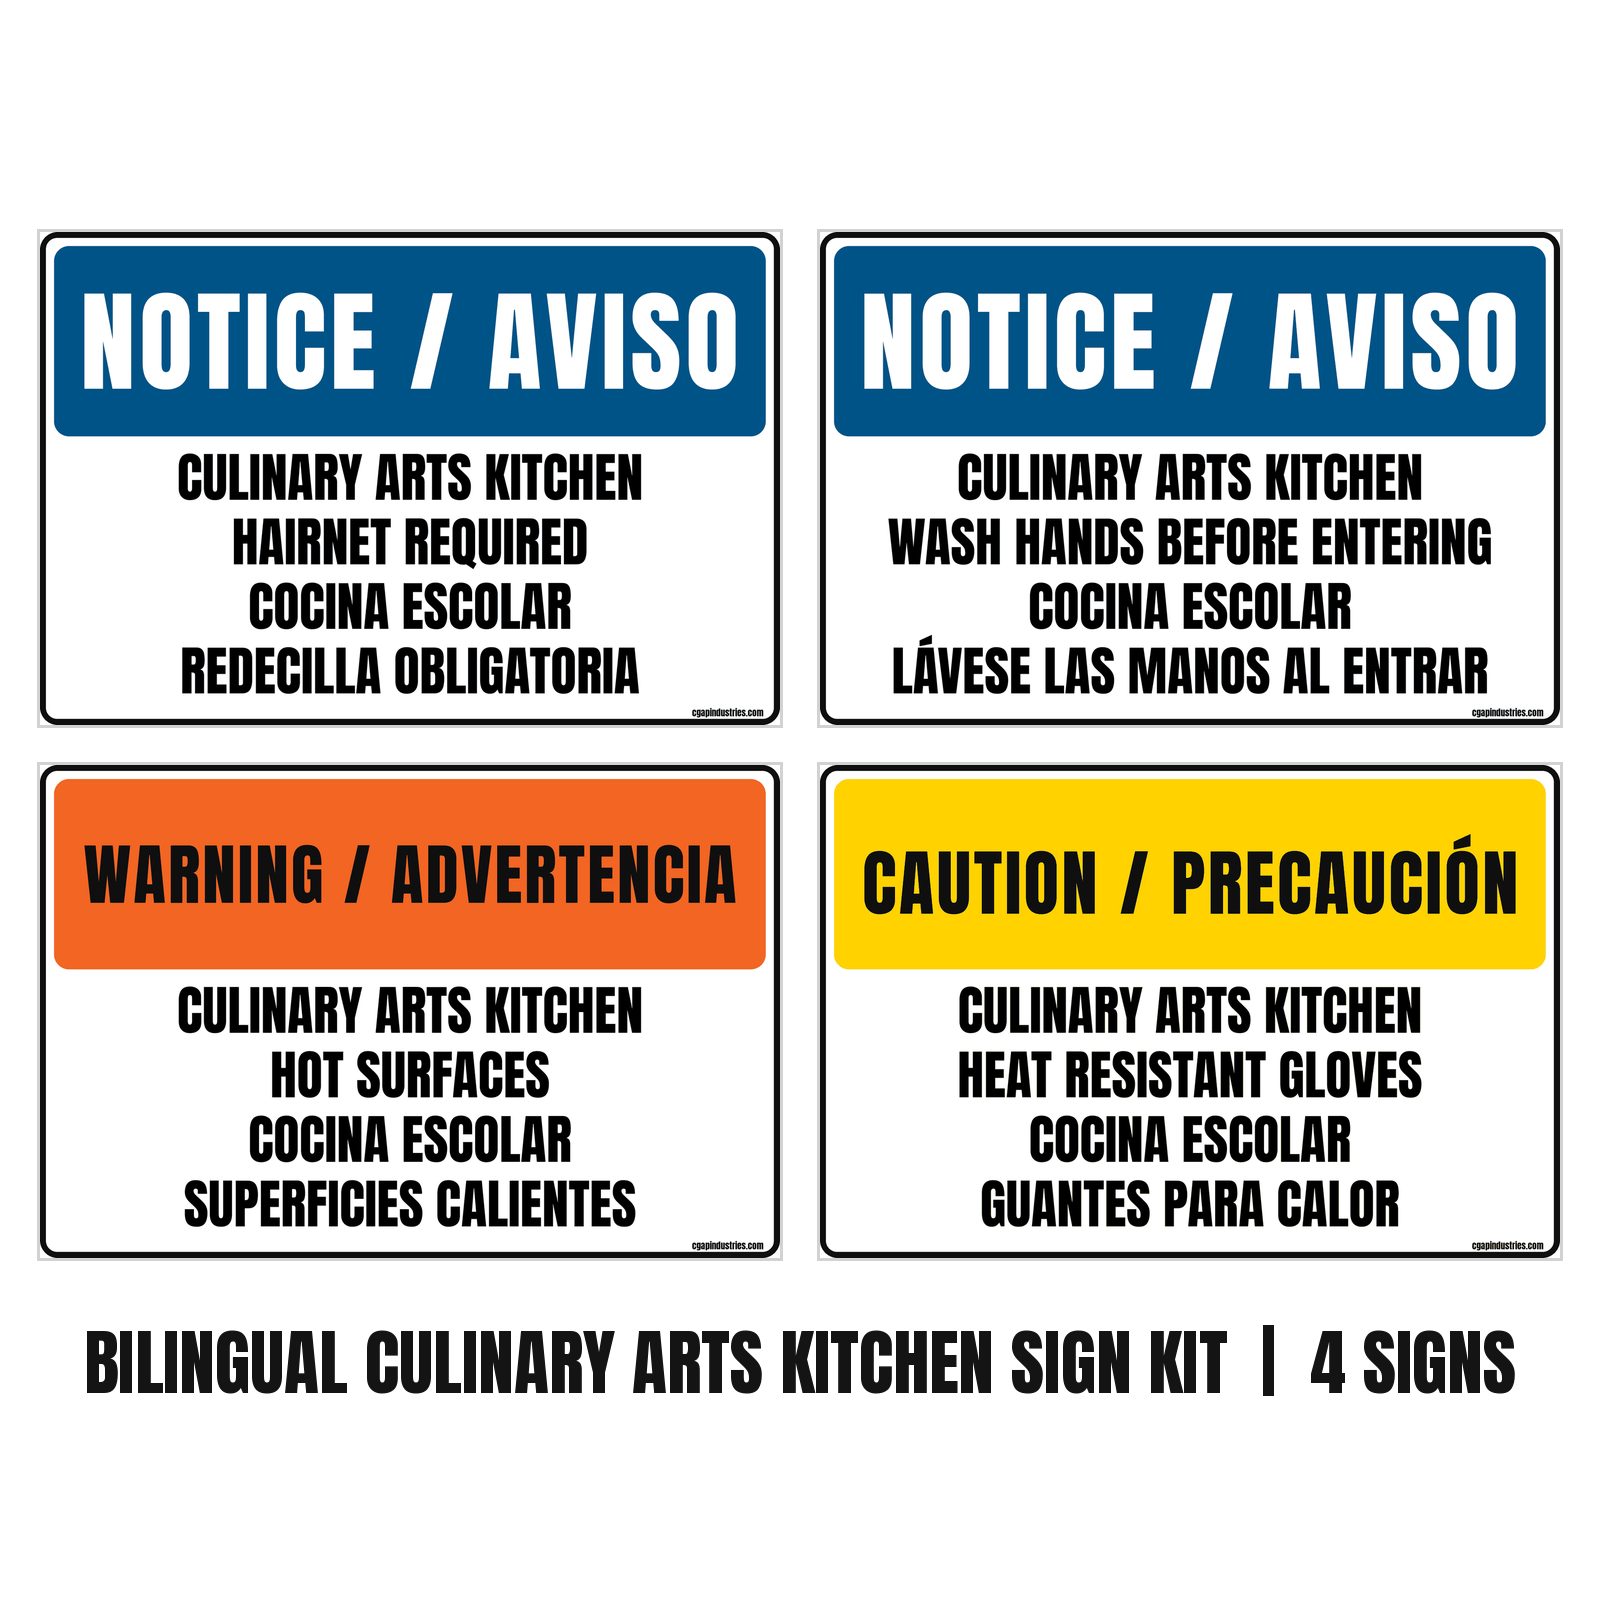 NOTICE / AVISO
CULINARY ARTS KITCHEN
HAIRNET REQUIRED
COCINA ESCOLAR
REDECILLA OBLIGATORIA
cgapindustries.com
NOTICE / AVISO
CULINARY ARTS KITCHEN
WASH HANDS BEFORE ENTERING
COCINA ESCOLAR
LÁVESE LAS MANOS AL ENTRAR
cgapindustries.com
WARNING / ADVERTENCIA
CULINARY ARTS KITCHEN
HOT SURFACES
COCINA ESCOLAR
SUPERFICIES CALIENTES
cgapindustries.com
CAUTION / PRECAUCIÓN
CULINARY ARTS KITCHEN
HEAT RESISTANT GLOVES
COCINA ESCOLAR
GUANTES PARA CALOR
cgapindustries.com
BILINGUAL CULINARY ARTS KITCHEN SIGN KIT | 4 SIGNS